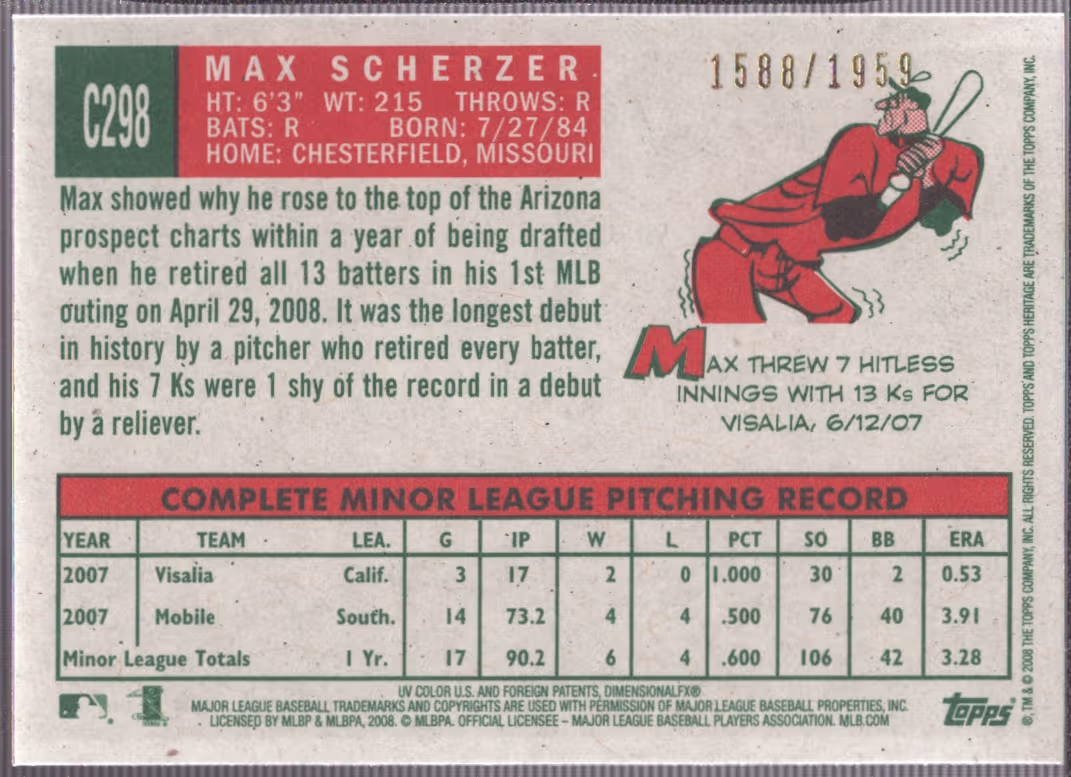 C298
MAX SCHERZER
HT: 6'3" WT: 215 THROWS: R
BATS: R BORN: 7/27/84
HOME: CHESTERFIELD, MISSOURI
1588/1959
Max showed why he rose to the top of the Arizona
prospect charts within a year of being drafted
when he retired all 13 batters in his 1st MLB
outing on April 29, 2008. It was the longest debut
in history by a pitcher who retired every batter,
and his 7 Ks were 1 shy of the record in a debut
by a reliever.
MAX THREW 7 HITLESS
INNINGS WITH 13 Ks FOR
VISALIA, 6/12/07
COMPLETE MINOR LEAGUE PITCHING RECORD
YEAR TEAM LEA. G IP W L PCT SO BB ERA
2007 Visalia Calif. 3 17 2 0 1.000 30 2 0.53
2007 Mobile South. 14 73.2 4 4 .500 76 40 3.91
Minor League Totals 1 Yr. 17 90.2 6 4 .600 106 42 3.28
UV COLOR U.S. AND FOREIGN PATENTS, DIMENSIONALFX®
MAJOR LEAGUE BASEBALL TRADEMARKS AND COPYRIGHTS ARE USED WITH PERMISSION OF MAJOR LEAGUE BASEBALL PROPERTIES, INC.
LICENSED BY MLBP & MLBPA, 2008. © MLBPA. OFFICIAL LICENSEE – MAJOR LEAGUE BASEBALL PLAYERS ASSOCIATION. MLB.COM
topps
®, TM & © 2008 THE TOPPS COMPANY, INC. ALL RIGHTS RESERVED. TOPPS AND TOPPS HERITAGE ARE TRADEMARKS OF THE TOPPS COMPANY, INC.